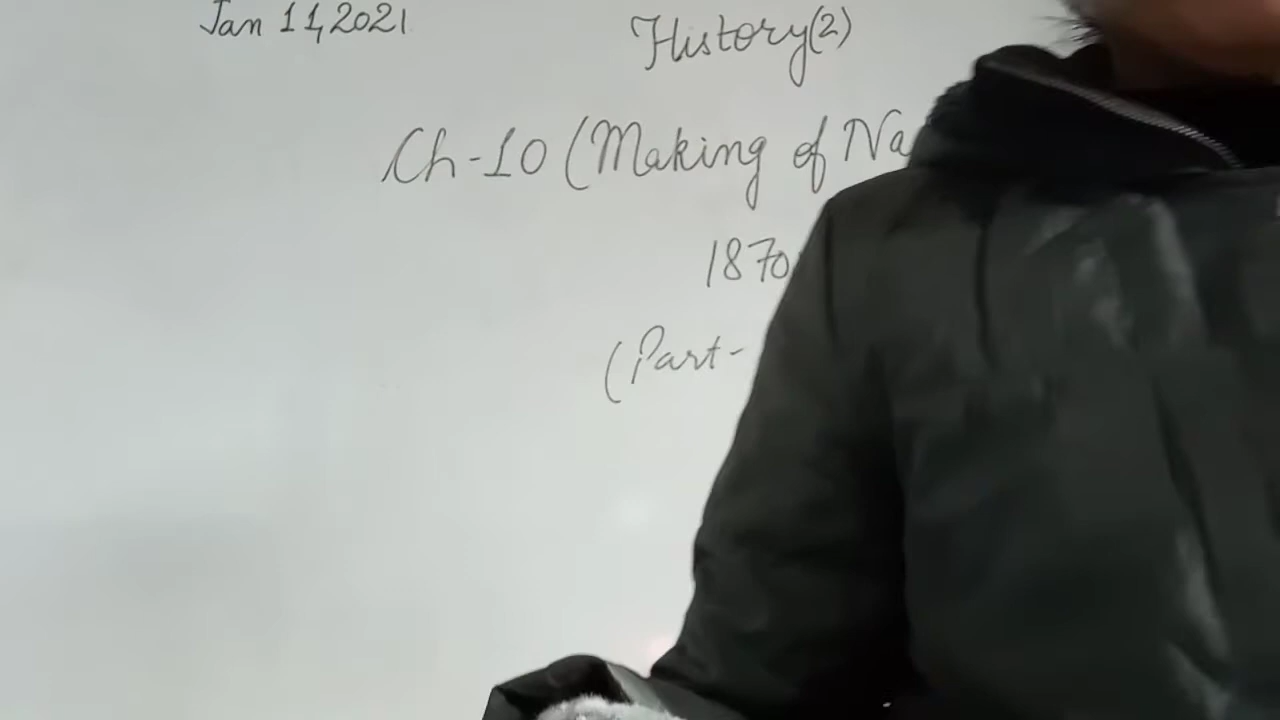 Jan 11, 2021
History(2)
Ch-10 (Making of Na
1870
(Part-